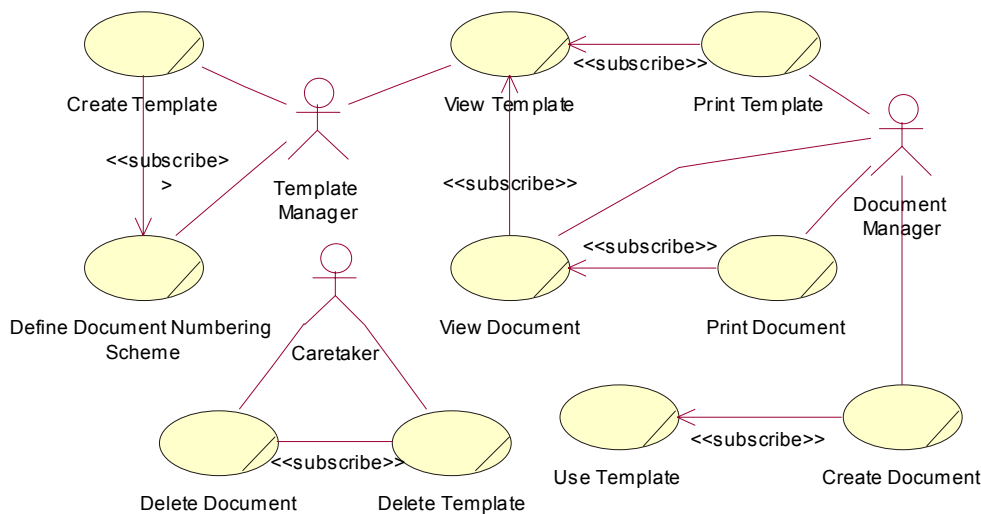 <<subscribe>>
Create Template
View Template
Print Template
<<subscribe>
>
<<subscribe>>
Template
Manager
Document
Manager
<<subscribe>>
Define Document Numbering
Scheme
View Document
Print Document
Caretaker
<<subscribe>>
<<subscribe>>
Use Template
Create Document
Delete Document
Delete Template